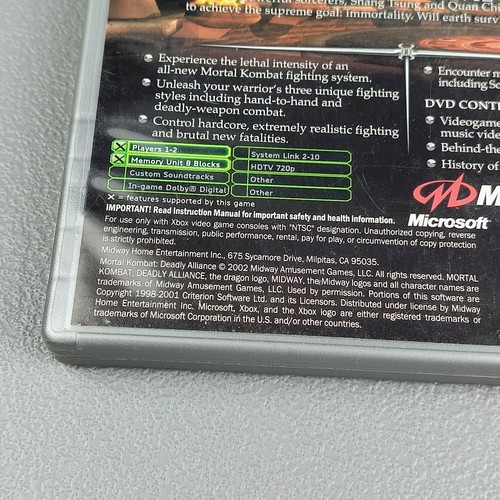 sorcerers, Shang Tsung and Quan Ch
to achieve the supreme goal: immortality. Will earth surv
Experience the lethal intensity of an
all-new Mortal Kombat fighting system.
Unleash your warrior's three unique fighting
styles including hand-to-hand and
deadly-weapon combat.
Control hardcore, extremely realistic fighting
and brutal new fatalities.
Encounter m
including Sc
DVD CONT
Videogame
music vide
Behind-the
History of
X Players 1-2
X Memory Unit 8 Blocks
Custom Soundtracks
In-game Dolby® Digital
System Link 2-10
HDTV 720p
Other
Other
X = features supported by this game
IMPORTANT! Read Instruction Manual for important safety and health information.
For use only with Xbox video game consoles with "NTSC" designation. Unauthorized copying, reverse
engineering, transmission, public performance, rental, pay for play, or circumvention of copy protection
is strictly prohibited.
Midway Home Entertainment Inc., 675 Sycamore Drive, Milpitas, CA 95035.
Mortal Kombat: Deadly Alliance © 2002 Midway Amusement Games, LLC. All rights reserved. MORTAL
KOMBAT, DEADLY ALLIANCE, the dragon logo, MIDWAY, the Midway logos and all character names are
trademarks of Midway Amusement Games, LLC. Used by permission. Portions of this software are
Copyright 1998-2001 Criterion Software Ltd. and its Licensors. Distributed under license by Midway
Home Entertainment Inc. Microsoft, Xbox, and the Xbox logo are either registered trademarks or
trademarks of Microsoft Corporation in the U.S. and/or other countries.
M
Microsoft